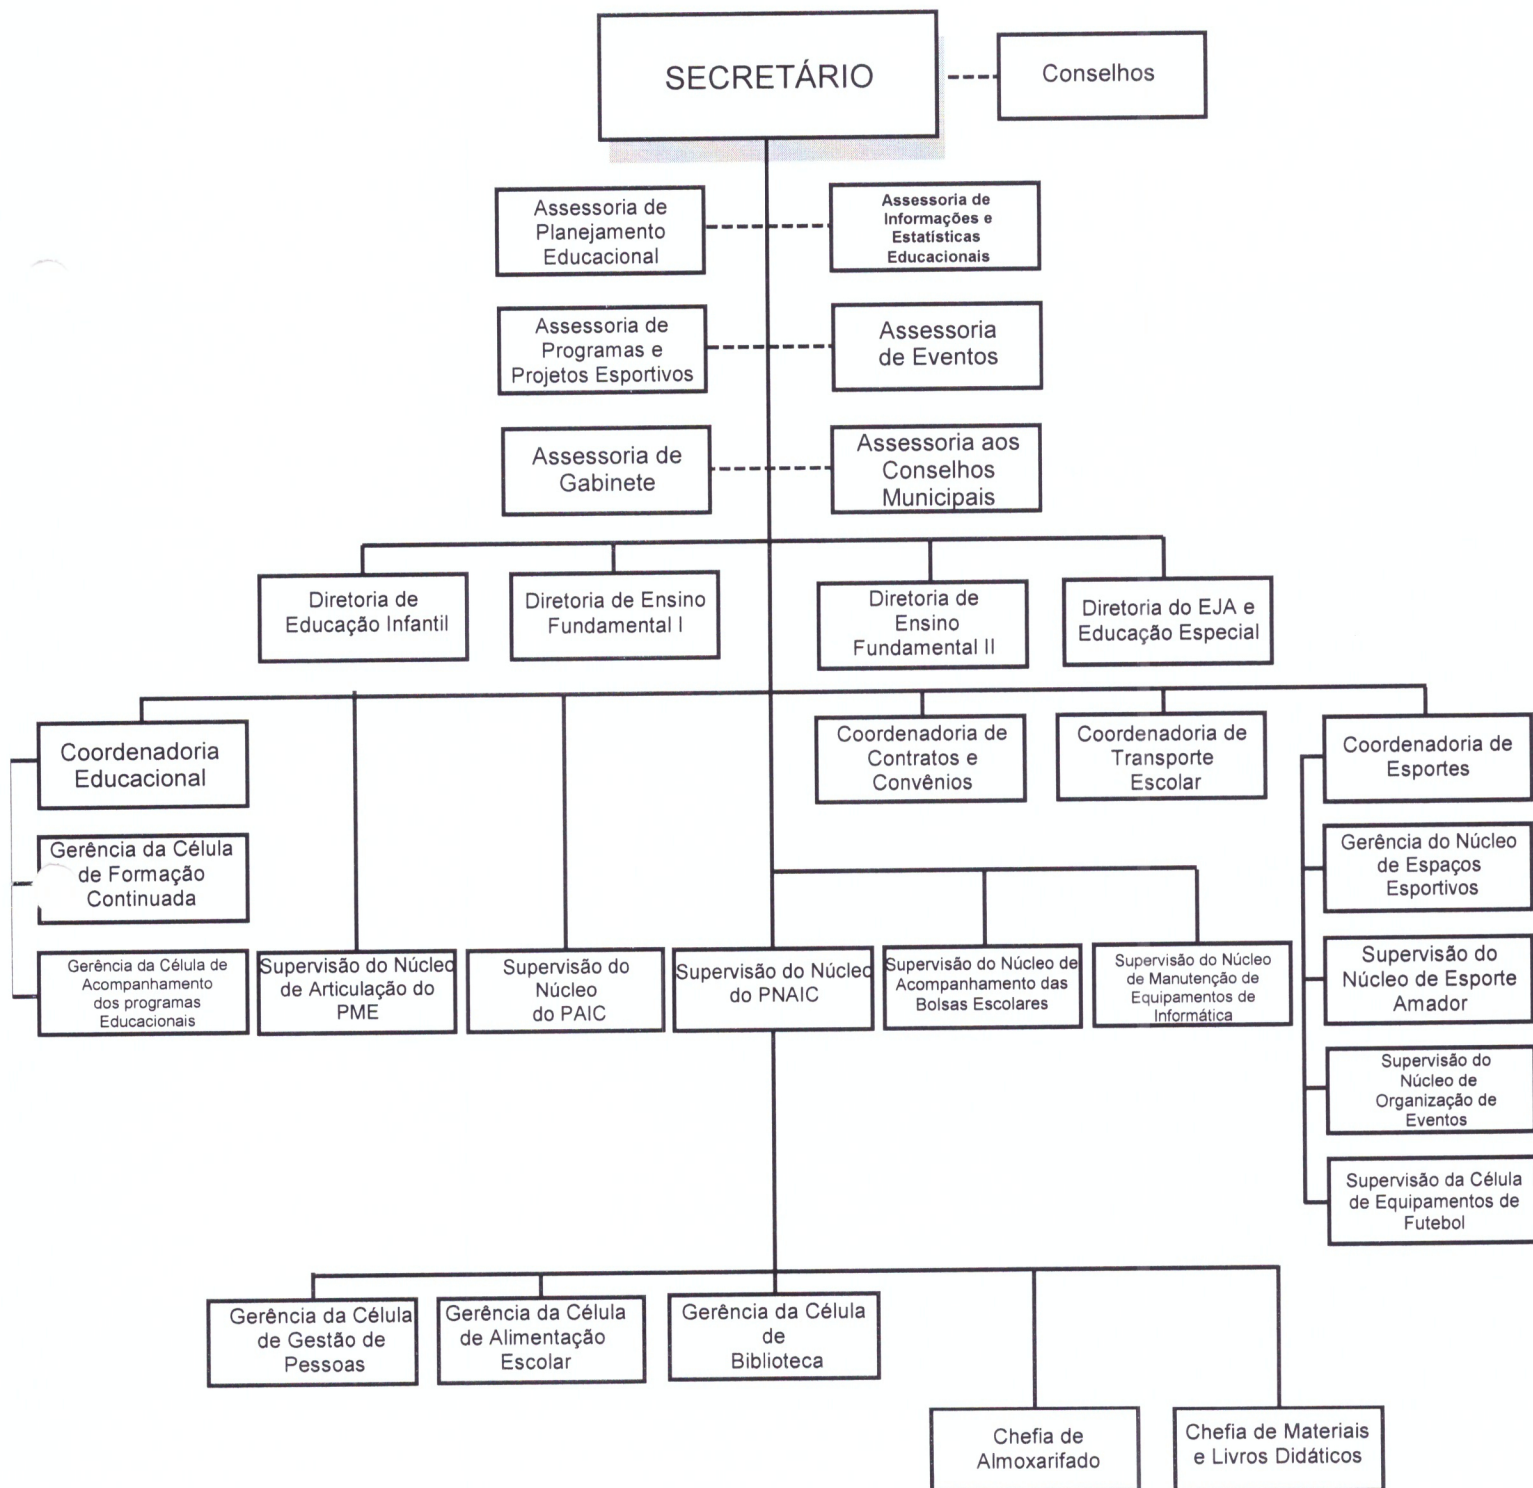 SECRETÁRIO
Conselhos
Assessoria de
Planejamento
Educacional
Assessoria de
Informações e
Estatísticas
Educacionais
Assessoria de
Programas e
Projetos Esportivos
Assessoria
de Eventos
Assessoria de
Gabinete
Assessoria aos
Conselhos
Municipais
Diretoria de
Educação Infantil
Diretoria de Ensino
Fundamental I
Diretoria de
Ensino
Fundamental II
Diretoria do EJA e
Educação Especial
Coordenadoria
Educacional
Coordenadoria de
Contratos e
Convênios
Coordenadoria de
Transporte
Escolar
Coordenadoria de
Esportes
Gerência da Célula
de Formação
Continuada
Gerência do Núcleo
de Espaços
Esportivos
Gerência da Célula de
Acompanhamento
dos programas
Educacionais
Supervisão do Núcleo
de Articulação do
PME
Supervisão do
Núcleo
do PAIC
Supervisão do Núcleo
do PNAIC
Supervisão do Núcleo de
Acompanhamento das
Bolsas Escolares
Supervisão do Núcleo
de Manutenção de
Equipamentos de
Informática
Supervisão do
Núcleo de Esporte
Amador
Supervisão do
Núcleo de
Organização de
Eventos
Supervisão da Célula
de Equipamentos de
Futebol
Gerência da Célula
de Gestão de
Pessoas
Gerência da Célula
de Alimentação
Escolar
Gerência da Célula
de
Biblioteca
Chefia de
Almoxarifado
Chefia de Materiais
e Livros Didáticos